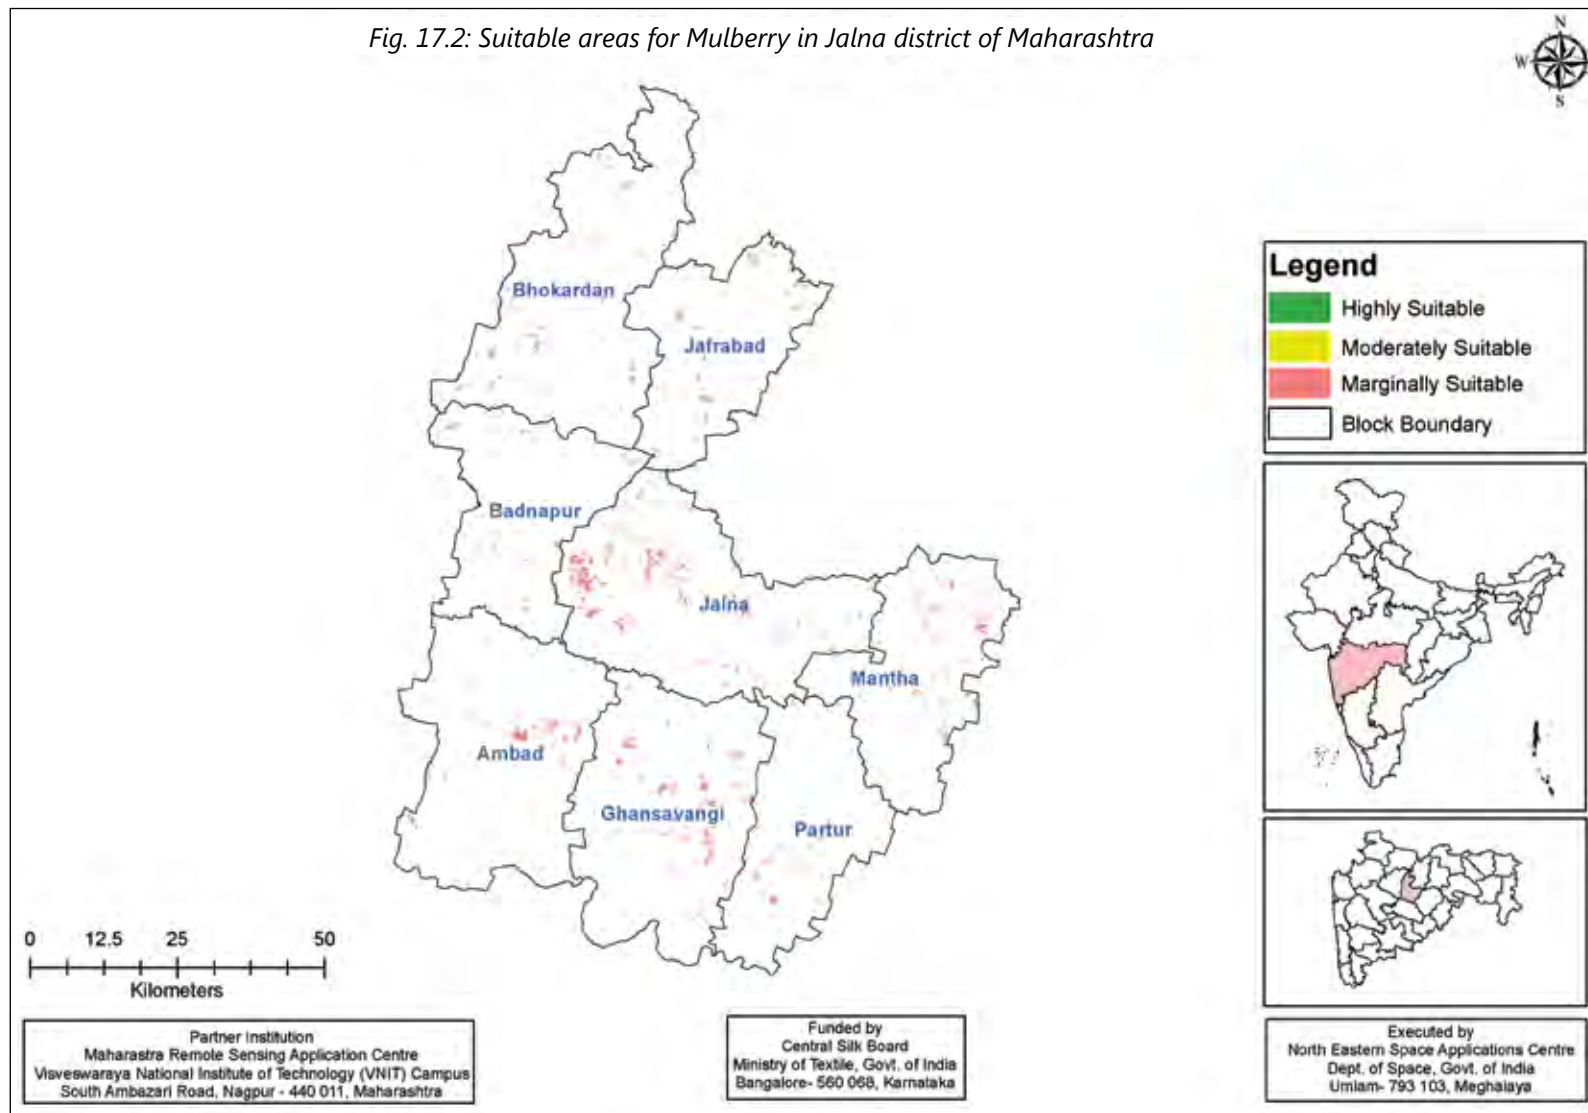 Fig. 17.2: Suitable areas for Mulberry in Jalna district of Maharashtra
N
W
S
Bhokardan
Jafrabad
Badnapur
Jalna
Mantha
Ambad
Ghansavangi
Partur
Legend
Highly Suitable
Moderately Suitable
Marginally Suitable
Block Boundary
0 12.5 25 50
Kilometers
Partner Institution
Maharastra Remote Sensing Application Centre
Visveswaraya National Institute of Technology (VNIT) Campus
South Ambazari Road, Nagpur - 440 011, Maharashtra
Funded by
Central Silk Board
Ministry of Textile, Govt. of India
Bangalore- 560 068, Karnataka
Executed by
North Eastern Space Applications Centre
Dept. of Space, Govt. of India
Umiam- 793 103, Meghalaya